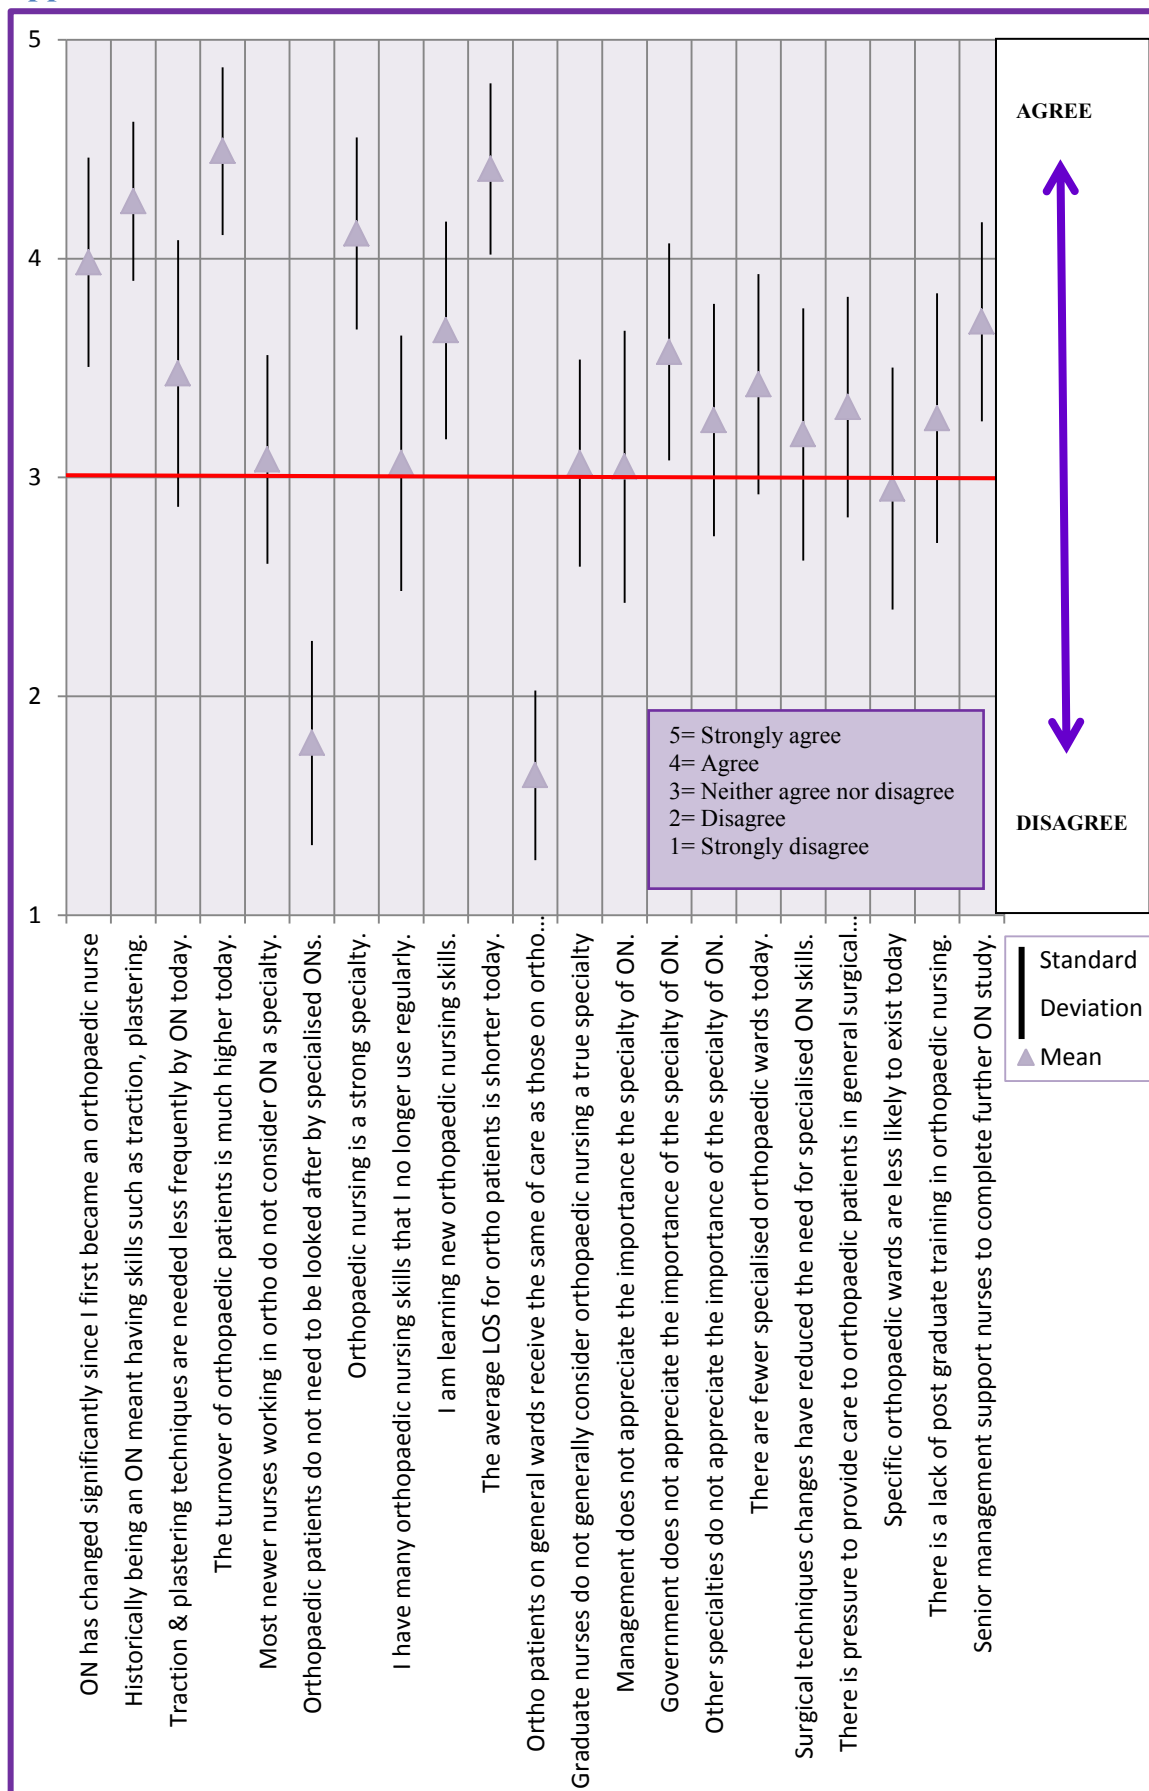 5
4
3
2
1
AGREE
DISAGREE
5= Strongly agree
4= Agree
3= Neither agree nor disagree
2= Disagree
1= Strongly disagree
ON has changed significantly since I first became an orthopaedic nurse
Historically being an ON meant having skills such as traction, plastering.
Traction & plastering techniques are needed less frequently by ON today.
The turnover of orthopaedic patients is much higher today.
Most newer nurses working in ortho do not consider ON a specialty.
Orthopaedic patients do not need to be looked after by specialised ONs.
Orthopaedic nursing is a strong specialty.
I have many orthopaedic nursing skills that I no longer use regularly.
I am learning new orthopaedic nursing skills.
The average LOS for ortho patients is shorter today.
Ortho patients on general wards receive the same of care as those on ortho...
Graduate nurses do not generally consider orthopaedic nursing a true specialty
Management does not appreciate the importance the specialty of ON.
Government does not appreciate the importance of the specialty of ON.
Other specialties do not appreciate the importance of the specialty of ON.
There are fewer specialised orthopaedic wards today.
Surgical techniques changes have reduced the need for specialised ON skills.
There is pressure to provide care to orthopaedic patients in general surgical...
Specific orthopaedic wards are less likely to exist today
There is a lack of post graduate training in orthopaedic nursing.
Senior management support nurses to complete further ON study.
Standard
Deviation
Mean